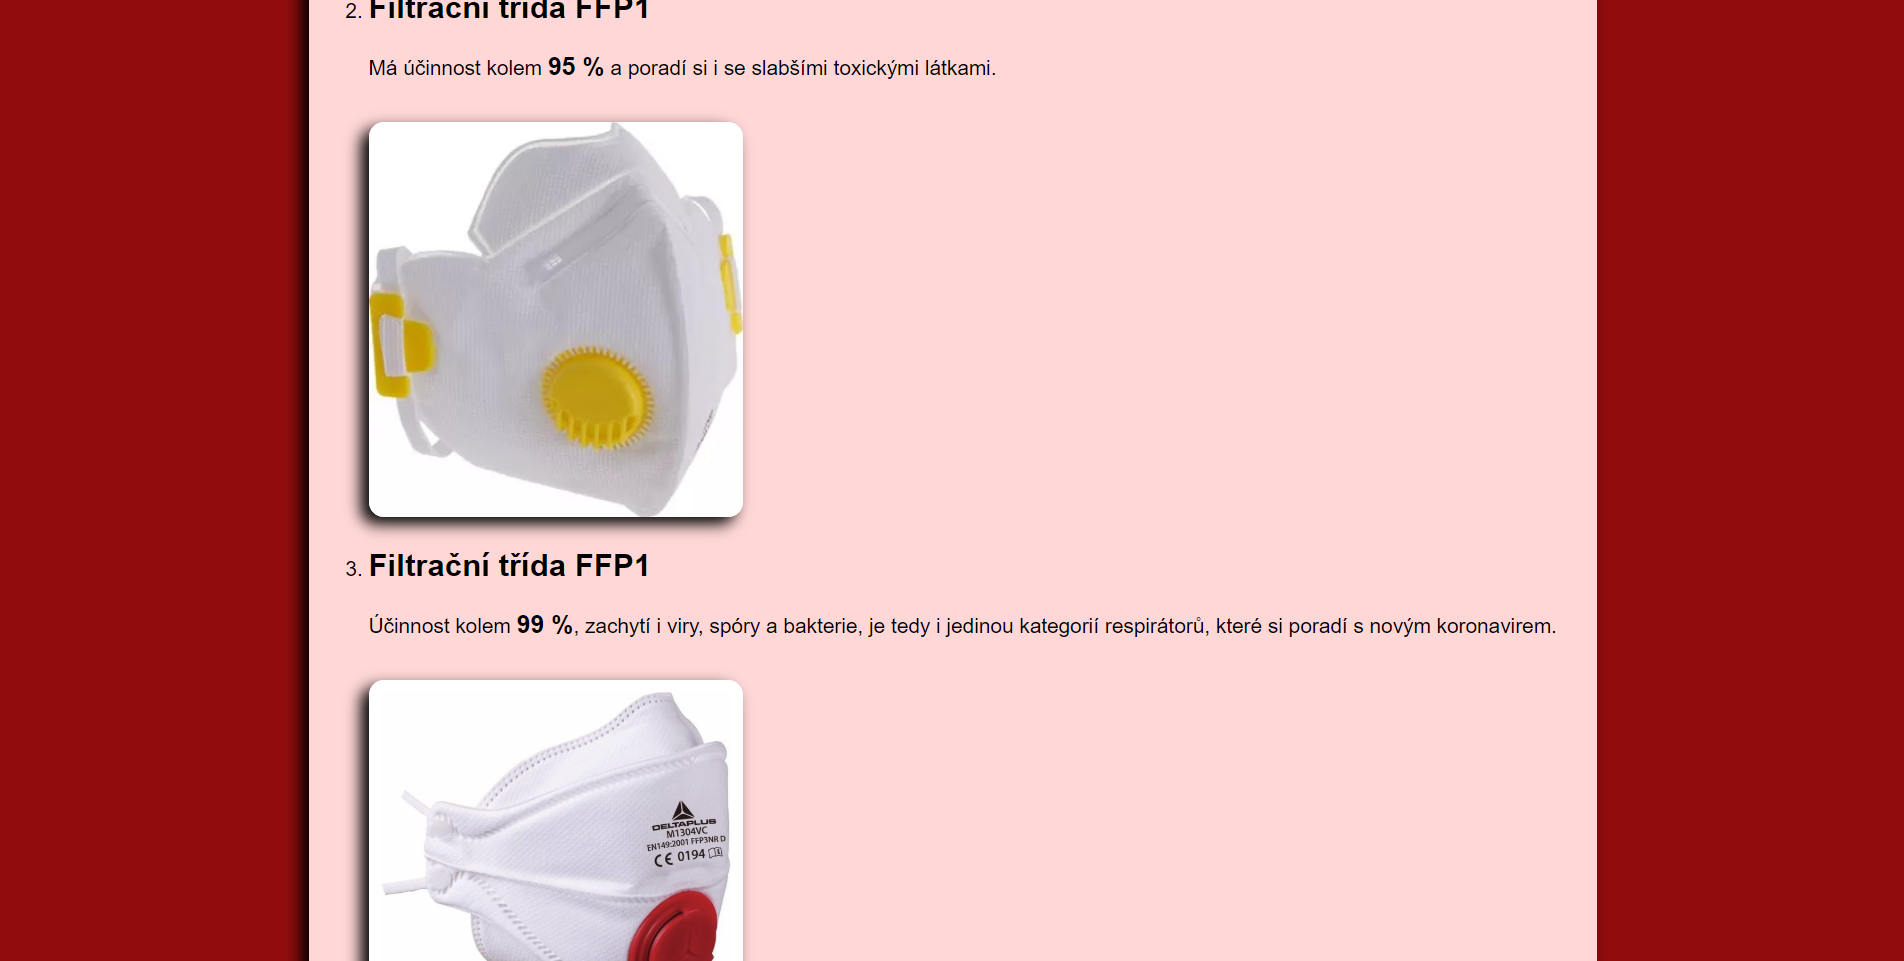 2. Filtrační třída FFP1
Má účinnost kolem 95 % a poradí si i se slabšími toxickými látkami.
3. Filtrační třída FFP1
Účinnost kolem 99 %, zachytí i viry, spóry a bakterie, je tedy i jedinou kategorií respirátorů, které si poradí s novým koronavirem.
DELTAPLUS
M1304VC
EN149:2001 FFP3NR D
CE 0194